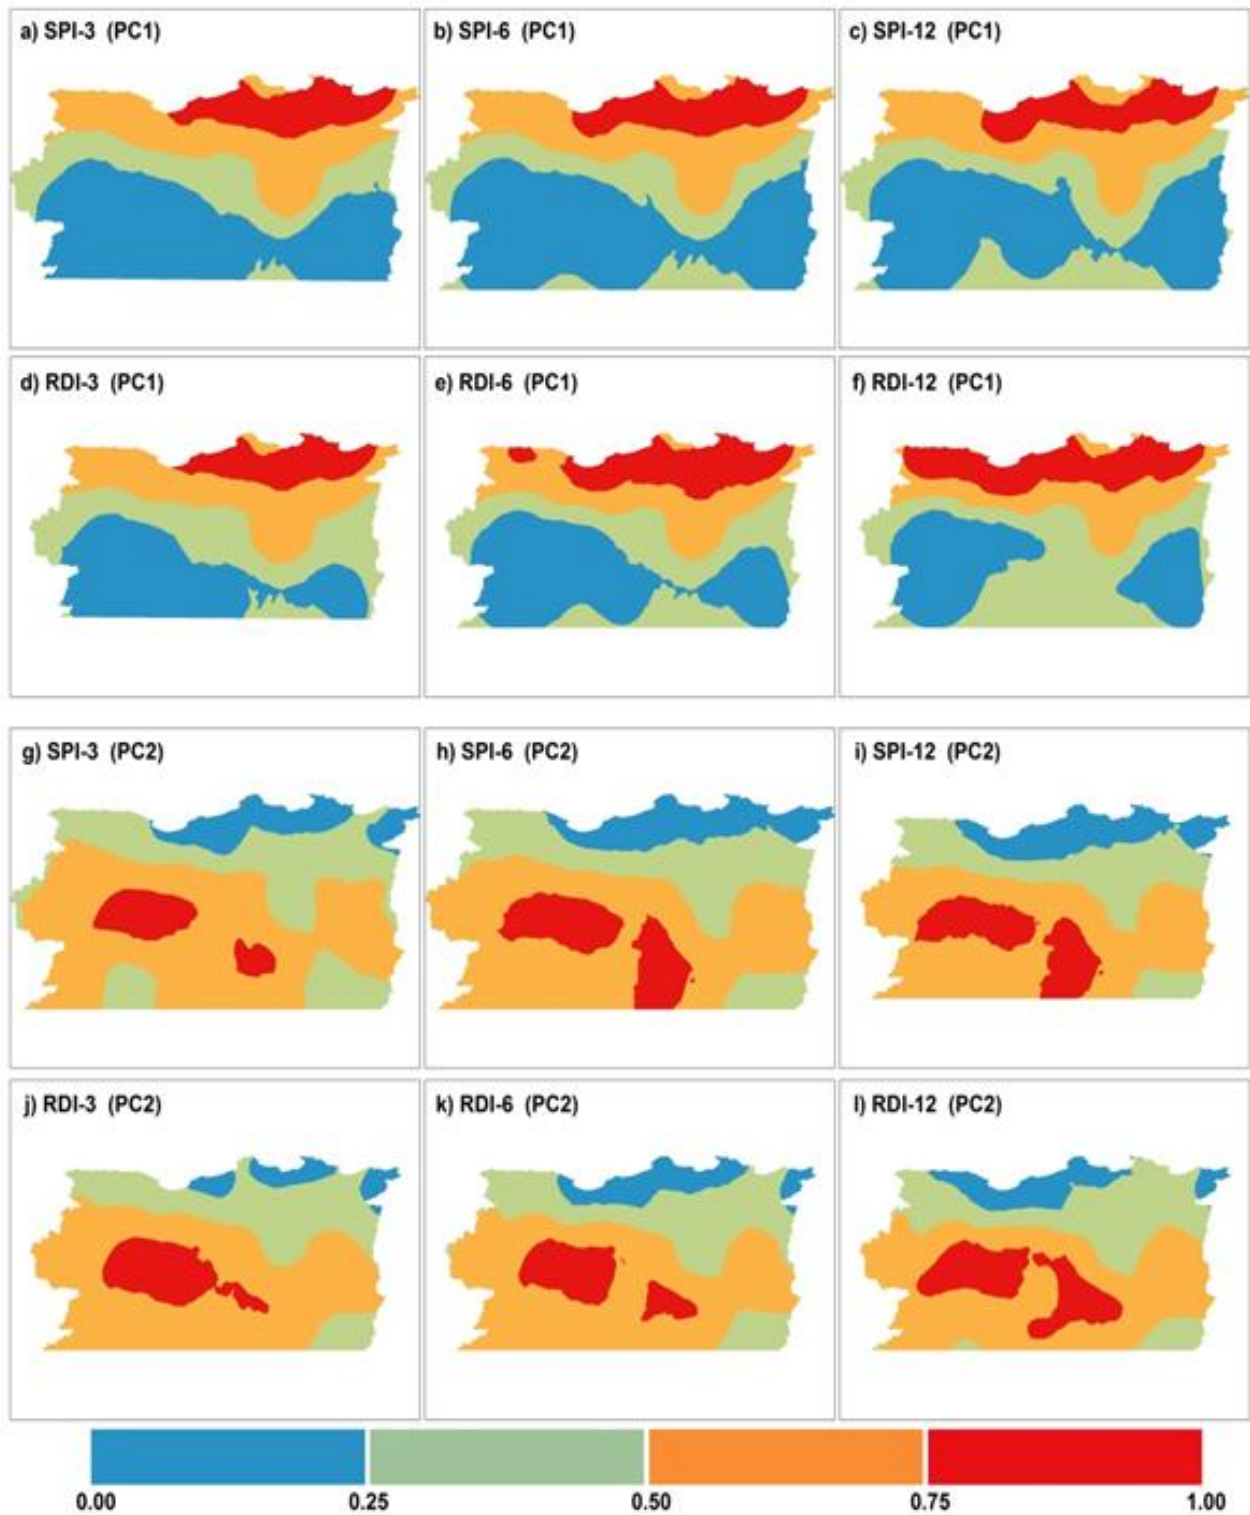 a) SPI-3 (PC1)
b) SPI-6 (PC1)
c) SPI-12 (PC1)
d) RDI-3 (PC1)
e) RDI-6 (PC1)
f) RDI-12 (PC1)
g) SPI-3 (PC2)
h) SPI-6 (PC2)
i) SPI-12 (PC2)
j) RDI-3 (PC2)
k) RDI-6 (PC2)
l) RDI-12 (PC2)
0.00 0.25 0.50 0.75 1.00